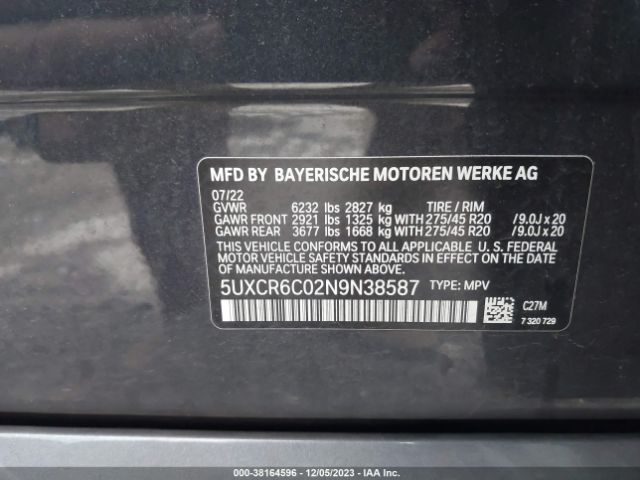 MFD BY BAYERISCHE MOTOREN WERKE AG
07/22
GVWR 6232 lbs 2827 kg TIRE / RIM
GAWR FRONT 2921 lbs 1325 kg WITH 275/45 R20 /9.0J x 20
GAWR REAR 3677 lbs 1668 kg WITH 275/45 R20 /9.0J x 20
THIS VEHICLE CONFORMS TO ALL APPLICABLE U. S. FEDERAL
MOTOR VEHICLE SAFETY STANDARDS IN EFFECT ON THE
DATE OF MANUFACTURE SHOWN ABOVE.
5UXCR6C02N9N38587 TYPE: MPV
C27M
7 320 729
000-38164596 - 12/05/2023 - IAA Inc.